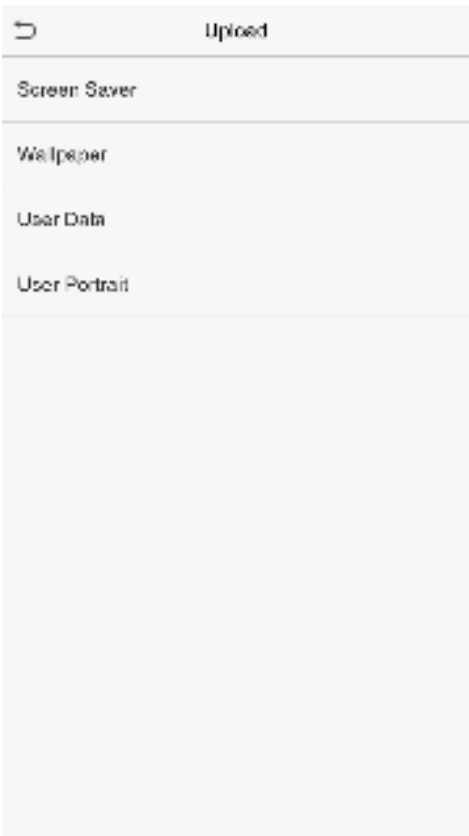 Upload
Screen Saver
Wallpaper
User Data
User Portrait